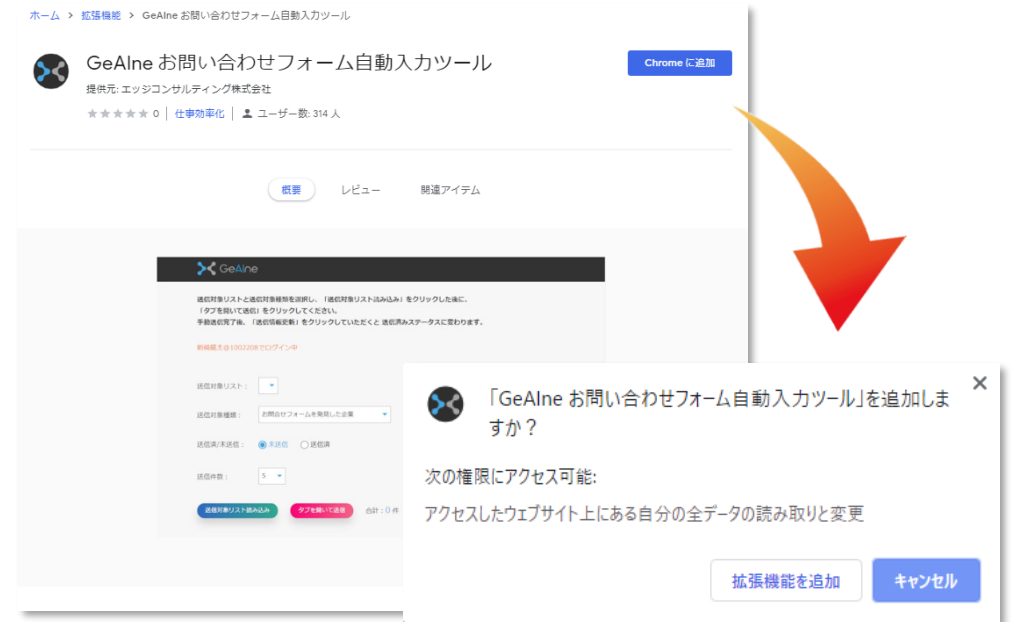 ホーム > 拡張機能 > GeAIne お問い合わせフォーム自動入力ツール
GeAIne お問い合わせフォーム自動入力ツール
Chrome に追加
提供元: エッジコンサルティング株式会社
0 仕事効率化 ユーザー数: 314 人
概要 レビュー 関連アイテム
GeAIne
送信対象リストと送信対象種類を選択し、「送信対象リスト読み込み」をクリックした後に、
「タブを開いて送信」をクリックしてください。
手動送信完了後、「送信情報更新」をクリックしていただくと 送信済みステータスに変わります。
1002208でログイン中
送信対象リスト：
送信対象種類： お問合せフォームを発見した企業
送信済/未送信： 未送信 送信済
送信件数： 5
送信対象リスト読み込み タブを開いて送信 合計：0 件
「GeAIne お問い合わせフォーム自動入力ツール」を追加しま
すか？
次の権限にアクセス可能:
アクセスしたウェブサイト上にある自分の全データの読み取りと変更
拡張機能を追加 キャンセル